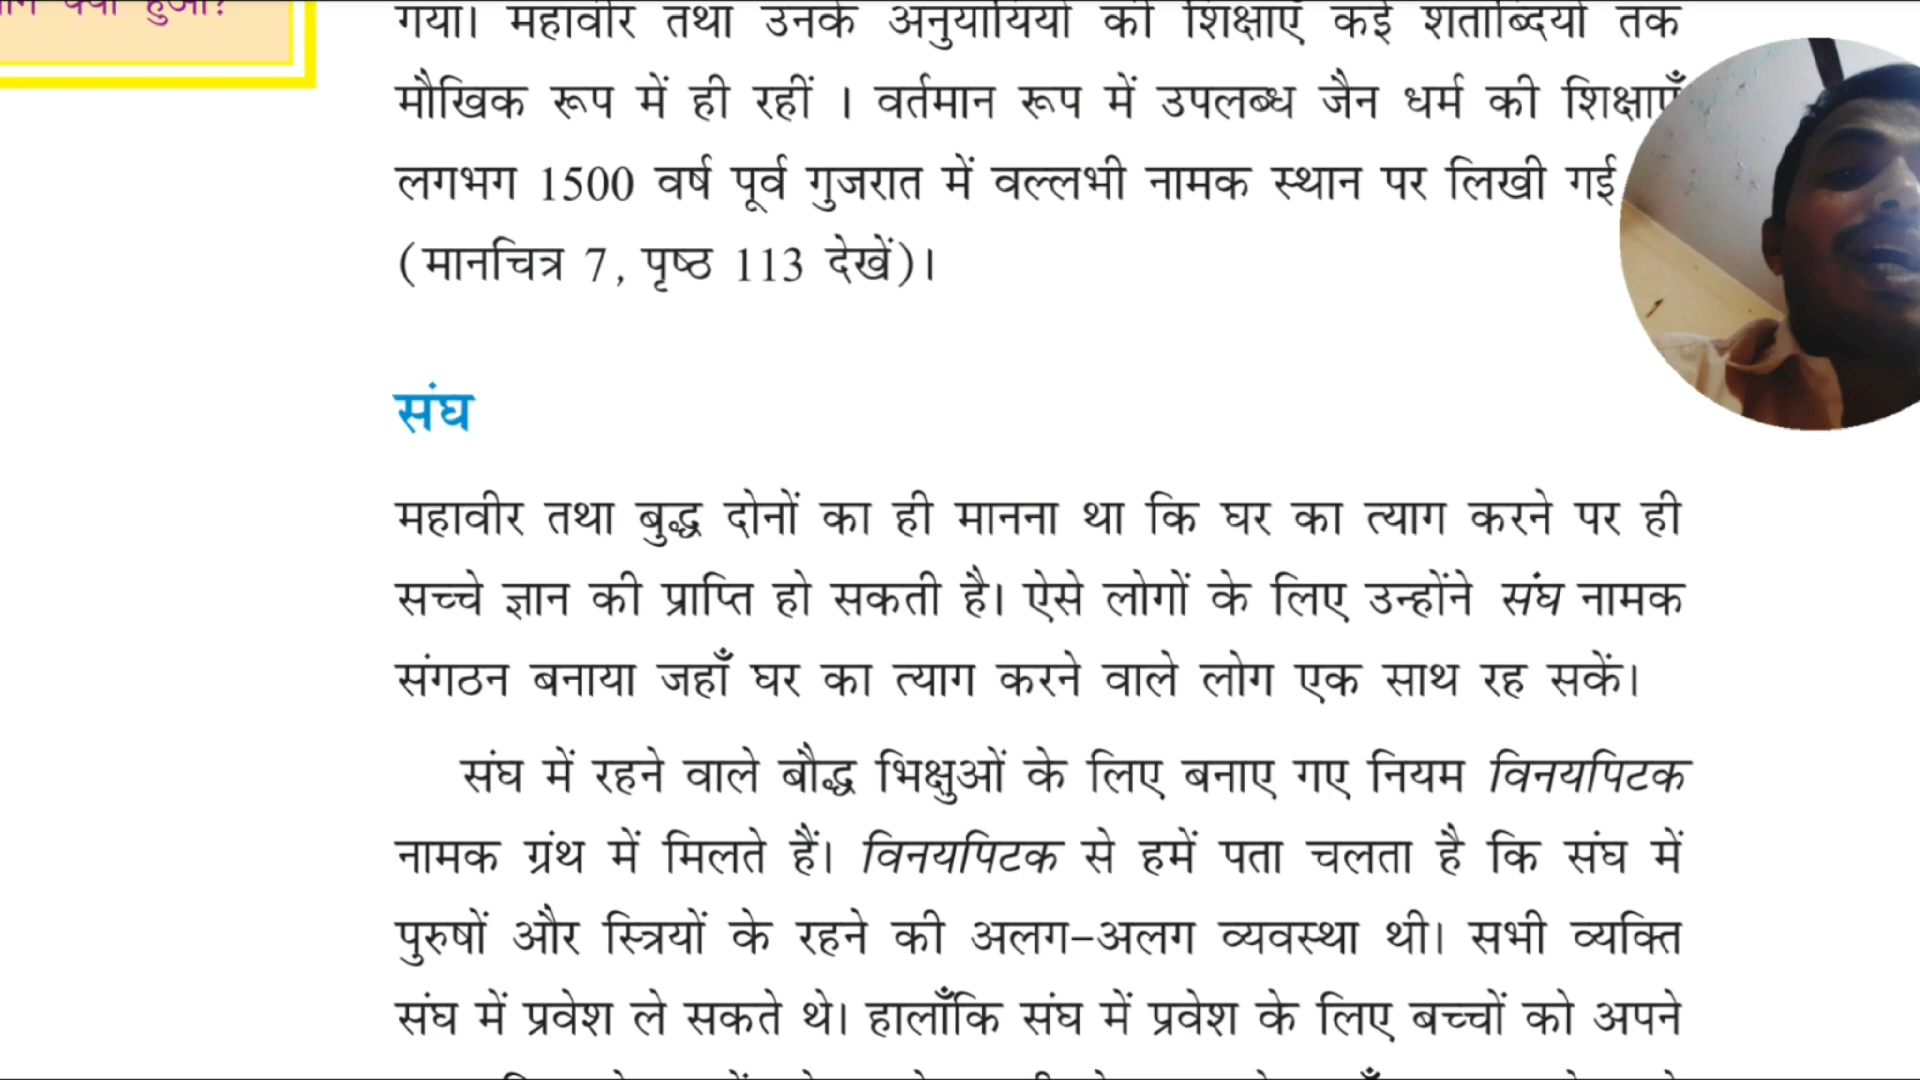 क्या हुआ?
गया। महावीर तथा उनके अनुयायियों की शिक्षाएँ कई शताब्दियों तक
मौखिक रूप में ही रहीं । वर्तमान रूप में उपलब्ध जैन धर्म की शिक्षाएँ
लगभग 1500 वर्ष पूर्व गुजरात में वल्लभी नामक स्थान पर लिखी गई
(मानचित्र 7, पृष्ठ 113 देखें)।
संघ
महावीर तथा बुद्ध दोनों का ही मानना था कि घर का त्याग करने पर ही
सच्चे ज्ञान की प्राप्ति हो सकती है। ऐसे लोगों के लिए उन्होंने संघ नामक
संगठन बनाया जहाँ घर का त्याग करने वाले लोग एक साथ रह सकें।
संघ में रहने वाले बौद्ध भिक्षुओं के लिए बनाए गए नियम विनयपिटक
नामक ग्रंथ में मिलते हैं। विनयपिटक से हमें पता चलता है कि संघ में
पुरुषों और स्त्रियों के रहने की अलग-अलग व्यवस्था थी। सभी व्यक्ति
संघ में प्रवेश ले सकते थे। हालाँकि संघ में प्रवेश के लिए बच्चों को अपने